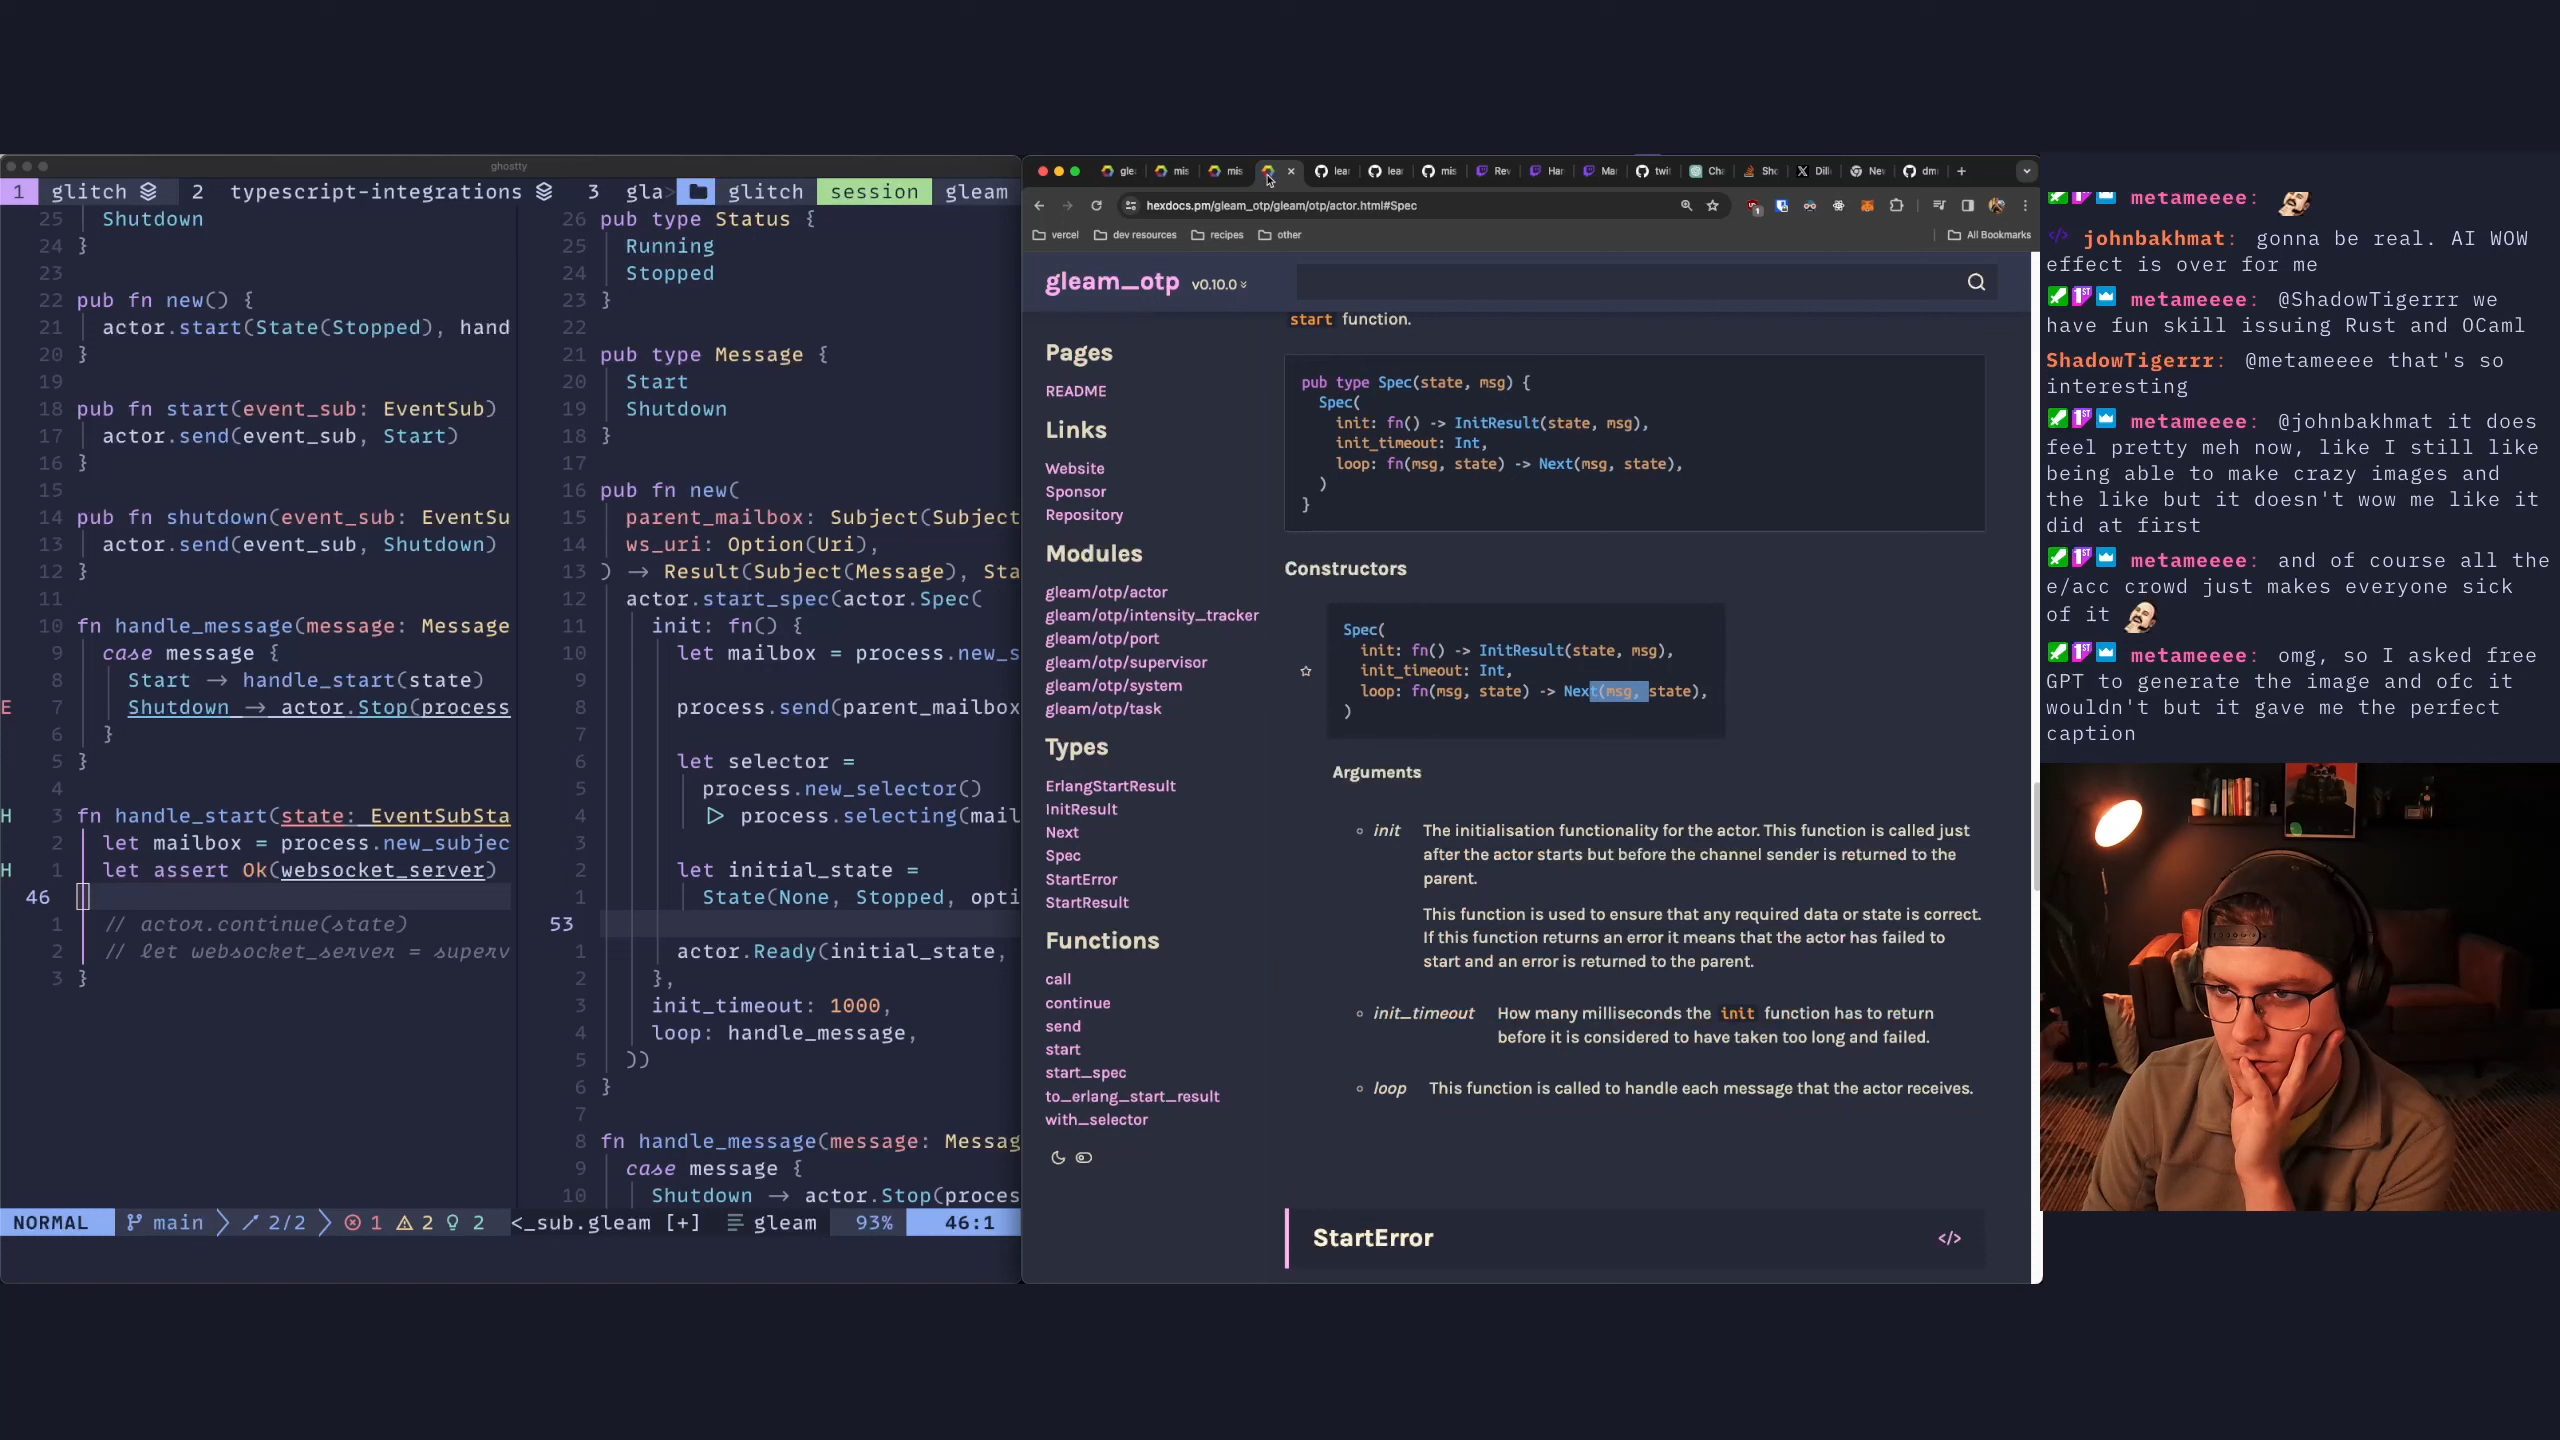 ghostty
1 glitch 2 typescript-integrations 3 gla> glitch session gleam
25 Shutdown
24 }
23
22 pub fn new() {
21 actor.start(State(Stopped), hand
20 }
19
18 pub fn start(event_sub: EventSub)
17 actor.send(event_sub, Start)
16 }
15
14 pub fn shutdown(event_sub: EventSu
13 actor.send(event_sub, Shutdown)
12 }
11
10 fn handle_message(message: Message
9 case message {
8 Start → handle_start(state)
E 7 Shutdown → actor.Stop(process
6 }
5 }
4
H 3 fn handle_start(state: EventSubSta
2 let mailbox = process.new_subjec
H 1 let assert Ok(websocket_server)
46
1 // actor.continue(state)
2 // let websocket_server = superv
3 }
26 pub type Status {
25 Running
24 Stopped
23 }
22
21 pub type Message {
20 Start
19 Shutdown
18 }
17
16 pub fn new(
15 parent_mailbox: Subject(Subject
14 ws_uri: Option(Uri),
13 ) → Result(Subject(Message), Sta
12 actor.start_spec(actor.Spec(
11 init: fn() {
10 let mailbox = process.new_s
9
8 process.send(parent_mailbox
7
6 let selector =
5 process.new_selector()
4 ▷ process.selecting(mail
3
2 let initial_state =
1 State(None, Stopped, opti
53
1 actor.Ready(initial_state,
2 },
3 init_timeout: 1000,
4 loop: handle_message,
5 ))
6 }
7
8 fn handle_message(message: Messag
9 case message {
10 Shutdown → actor.Stop(proces
NORMAL main 2/2 1 2 2 <_sub.gleam [+] gleam 93% 46:1
gle mis mis lea lea mis Rev Har Ma twit Cha Sho Dill Nev dm
hexdocs.pm/gleam_otp/gleam/otp/actor.html#Spec
vercel dev resources recipes other All Bookmarks
gleam_otp v0.10.0
Pages
README
Links
Website
Sponsor
Repository
Modules
gleam/otp/actor
gleam/otp/intensity_tracker
gleam/otp/port
gleam/otp/supervisor
gleam/otp/system
gleam/otp/task
Types
ErlangStartResult
InitResult
Next
Spec
StartError
StartResult
Functions
call
continue
send
start
start_spec
to_erlang_start_result
with_selector
start function.
pub type Spec(state, msg) {
Spec(
init: fn() -> InitResult(state, msg),
init_timeout: Int,
loop: fn(msg, state) -> Next(msg, state),
)
}
Constructors
Spec(
init: fn() -> InitResult(state, msg),
init_timeout: Int,
loop: fn(msg, state) -> Next(msg, state),
)
Arguments
init The initialisation functionality for the actor. This function is called just
after the actor starts but before the channel sender is returned to the
parent.
This function is used to ensure that any required data or state is correct.
If this function returns an error it means that the actor has failed to
start and an error is returned to the parent.
init_timeout How many milliseconds the init function has to return
before it is considered to have taken too long and failed.
loop This function is called to handle each message that the actor receives.
StartError </>
metameeee:
johnbakhmat: gonna be real. AI WOW
effect is over for me
metameeee: @ShadowTigerrr we
have fun skill issuing Rust and OCaml
ShadowTigerrr: @metameeee that's so
interesting
metameeee: @johnbakhmat it does
feel pretty meh now, like I still like
being able to make crazy images and
the like but it doesn't wow me like it
did at first
metameeee: and of course all the
e/acc crowd just makes everyone sick
of it
metameeee: omg, so I asked free
GPT to generate the image and ofc it
wouldn't but it gave me the perfect
caption